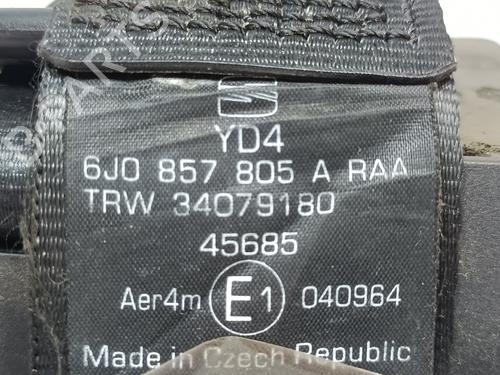 YD4
6J0 857 805 A RAA
TRW 34079180
45685
Aer4m E1 040964
Made in Czech Republic